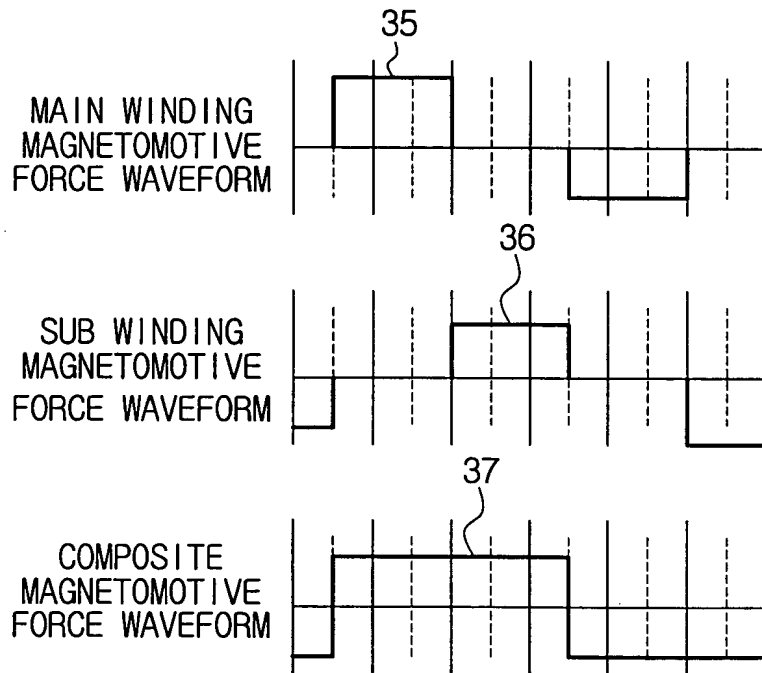 35
MAIN WINDING
MAGNETOMOTIVE
FORCE WAVEFORM
36
SUB WINDING
MAGNETOMOTIVE
FORCE WAVEFORM
37
COMPOSITE
MAGNETOMOTIVE
FORCE WAVEFORM